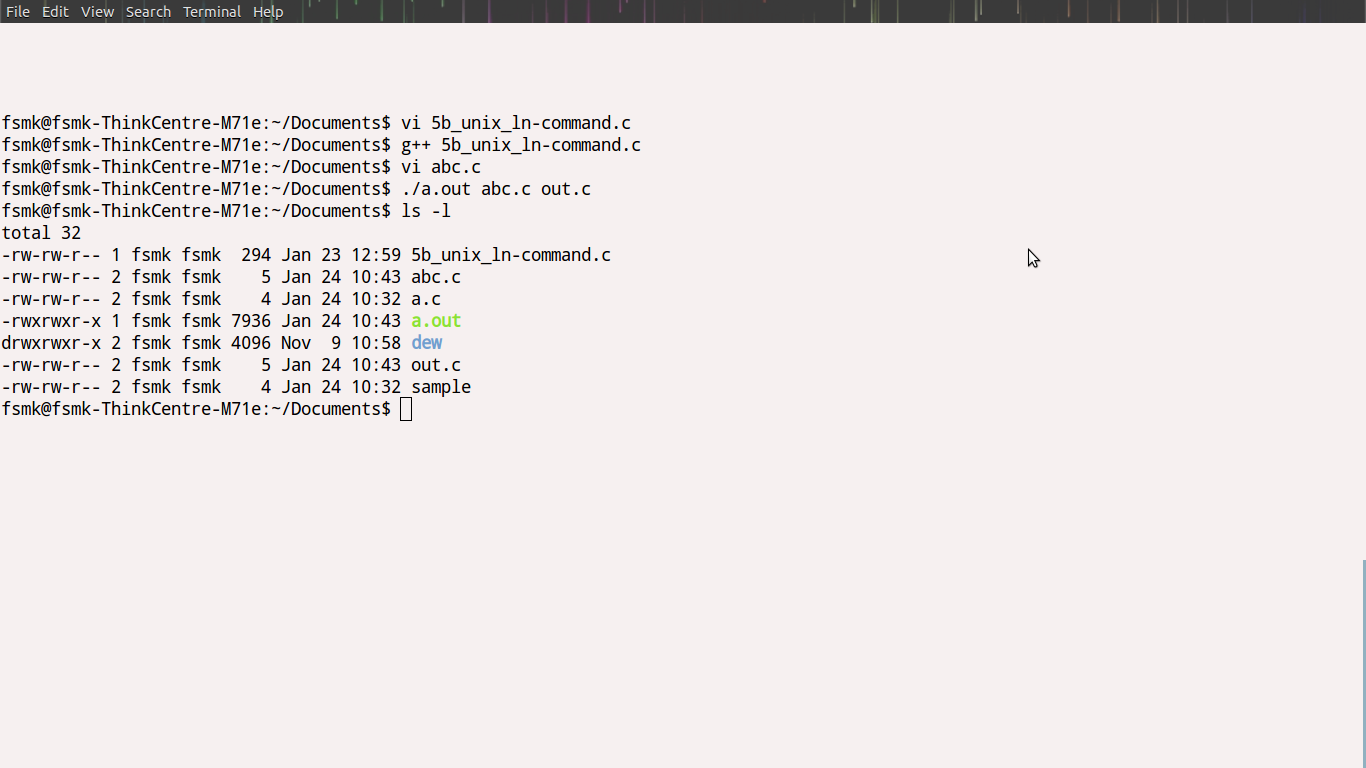 File Edit View Search Terminal Help
fsmk@fsmk-ThinkCentre-M71e:~/Documents$ vi 5b_unix_ln-command.c
fsmk@fsmk-ThinkCentre-M71e:~/Documents$ g++ 5b_unix_ln-command.c
fsmk@fsmk-ThinkCentre-M71e:~/Documents$ vi abc.c
fsmk@fsmk-ThinkCentre-M71e:~/Documents$ ./a.out abc.c out.c
fsmk@fsmk-ThinkCentre-M71e:~/Documents$ ls -l
total 32
-rw-rw-r-- 1 fsmk fsmk  294 Jan 23 12:59 5b_unix_ln-command.c
-rw-rw-r-- 2 fsmk fsmk    5 Jan 24 10:43 abc.c
-rw-rw-r-- 2 fsmk fsmk    4 Jan 24 10:32 a.c
-rwxrwxr-x 1 fsmk fsmk 7936 Jan 24 10:43 a.out
drwxrwxr-x 2 fsmk fsmk 4096 Nov  9 10:58 dew
-rw-rw-r-- 2 fsmk fsmk    5 Jan 24 10:43 out.c
-rw-rw-r-- 2 fsmk fsmk    4 Jan 24 10:32 sample
fsmk@fsmk-ThinkCentre-M71e:~/Documents$